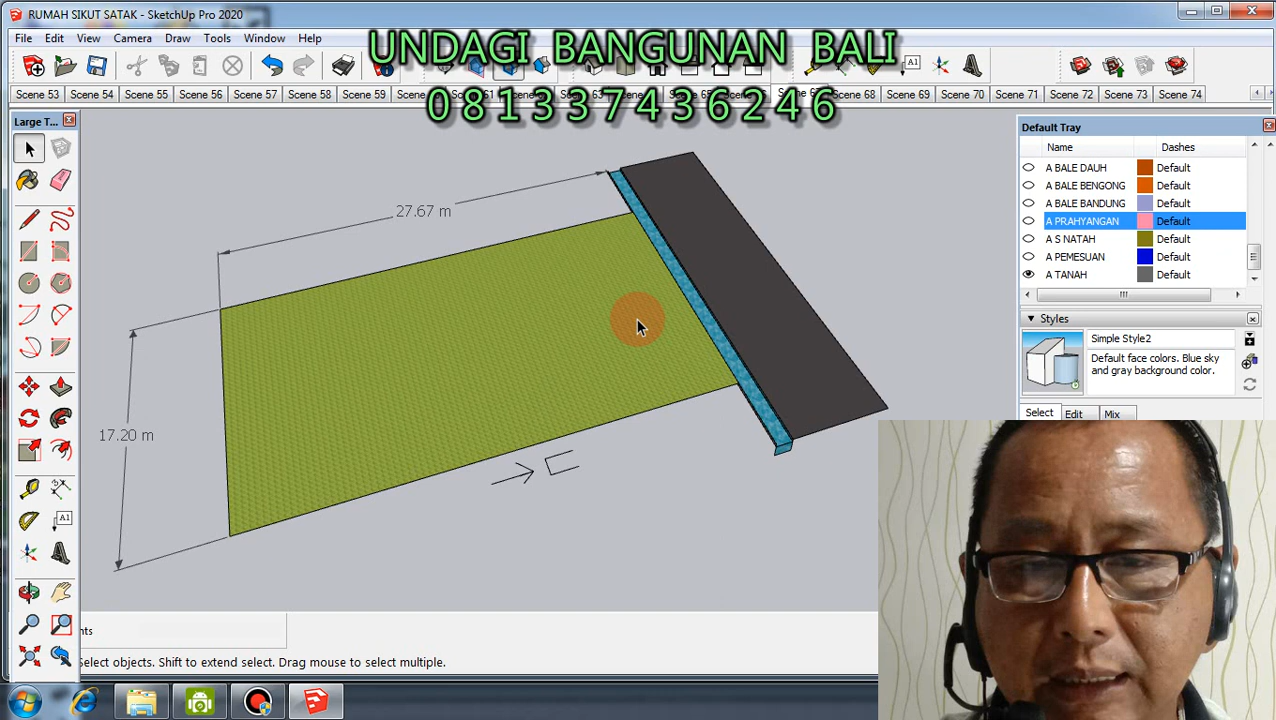 RUMAH SIKUT SATAK - SketchUp Pro 2020
File Edit View Camera Draw Tools Window Help
UNDAGI BANGUNAN BALI
081337436246
Scene 53 Scene 54 Scene 55 Scene 56 Scene 57 Scene 58 Scene 59 Scene 68 Scene 69 Scene 70 Scene 71 Scene 72 Scene 73 Scene 74
Large T...
Default Tray
Name Dashes
A BALE DAUH Default
A BALE BENGONG Default
A BALE BANDUNG Default
A PRAHYANGAN Default
A S NATAH Default
A PEMESUAN Default
A TANAH Default
Styles
Simple Style2
Default face colors. Blue sky
and gray background color.
Select Edit Mix
27.67 m
17.20 m
A1
A1
nts
Select objects. Shift to extend select. Drag mouse to select multiple.